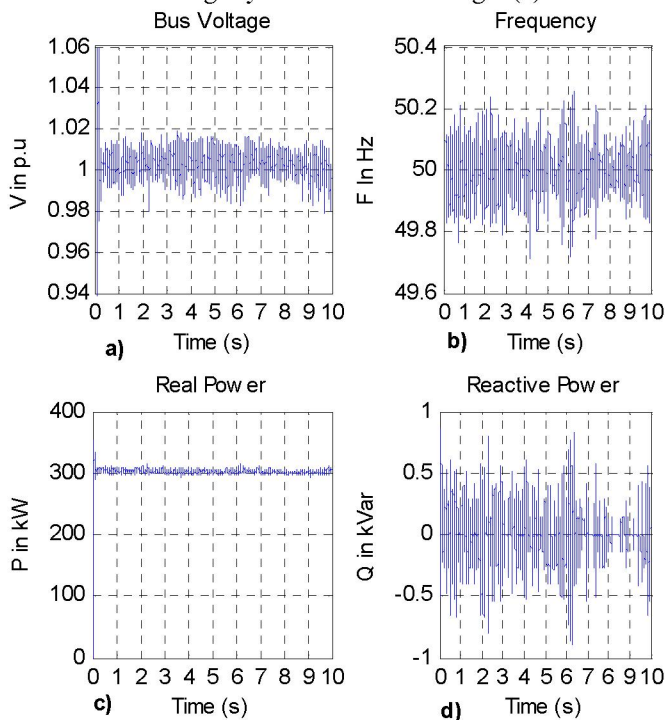 Bus Voltage
V in p.u
1.06
1.04
1.02
1
0.98
0.96
0.94
0 1 2 3 4 5 6 7 8 9 10
a) Time (s)
Frequency
F In Hz
50.4
50.2
50
49.8
49.6
0 1 2 3 4 5 6 7 8 9 10
b) Time (s)
Real Power
P in kW
400
300
200
100
0
0 1 2 3 4 5 6 7 8 9 10
c) Time (s)
Reactive Power
Q in kVar
1
0.5
0
-0.5
-1
0 1 2 3 4 5 6 7 8 9 10
d) Time (s)